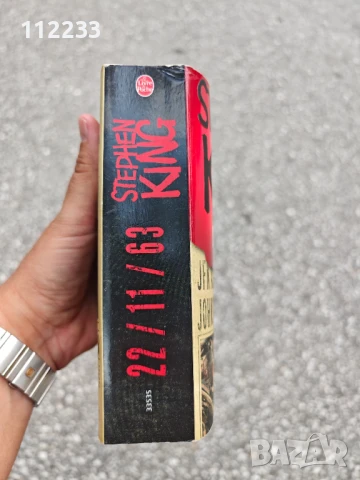 112233
Le Livre de Poche
STEPHEN
KING
22/11/63
33535
BAZAR